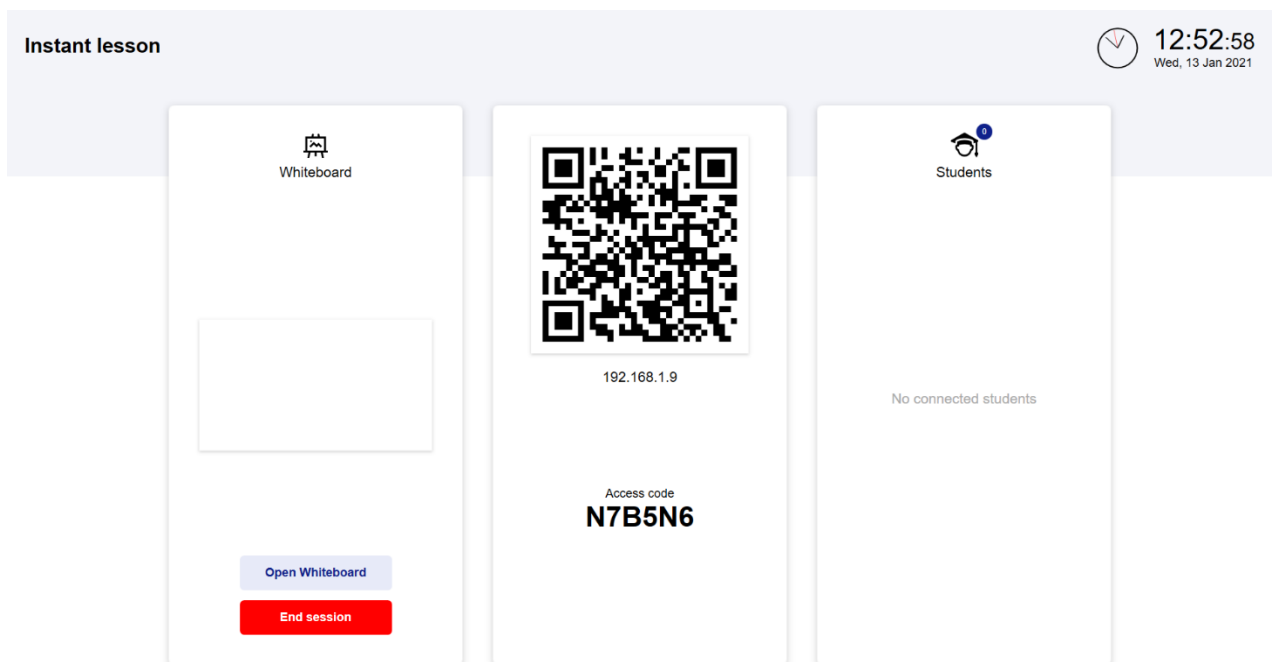 Instant lesson
12:52:58
Wed, 13 Jan 2021
Whiteboard
Open Whiteboard
End session
192.168.1.9
Access code
N7B5N6
0
Students
No connected students